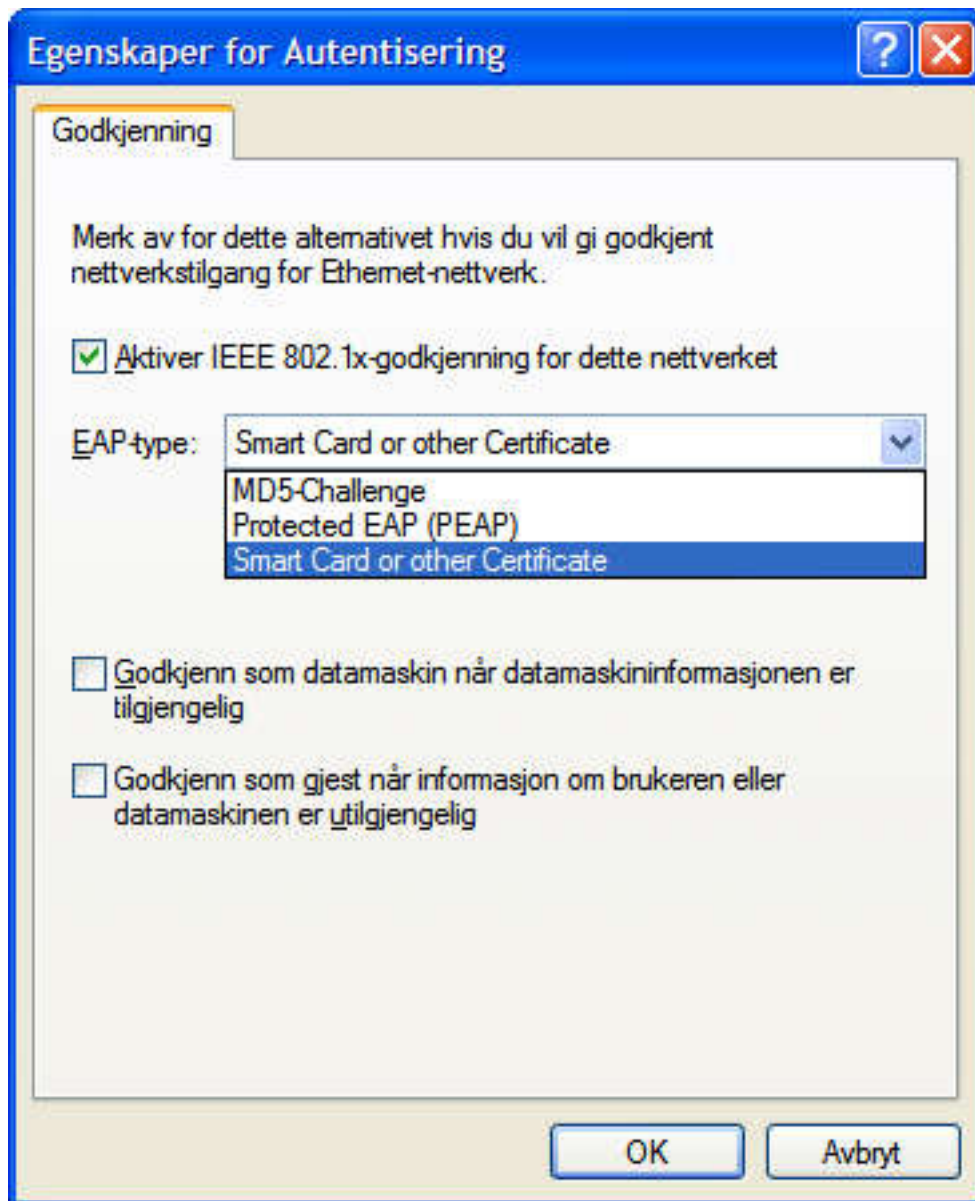 Egenskaper for Autentisering
Godkjenning
Merk av for dette alternativet hvis du vil gi godkjent
nettverkstilgang for Ethernet-nettverk.
Aktiver IEEE 802.1x-godkjenning for dette nettverket
EAP-type: Smart Card or other Certificate
MD5-Challenge
Protected EAP (PEAP)
Smart Card or other Certificate
Godkjenn som datamaskin når datamaskininformasjonen er
tilgjengelig
Godkjenn som gjest når informasjon om brukeren eller
datamaskinen er utilgjengelig
OK Avbryt